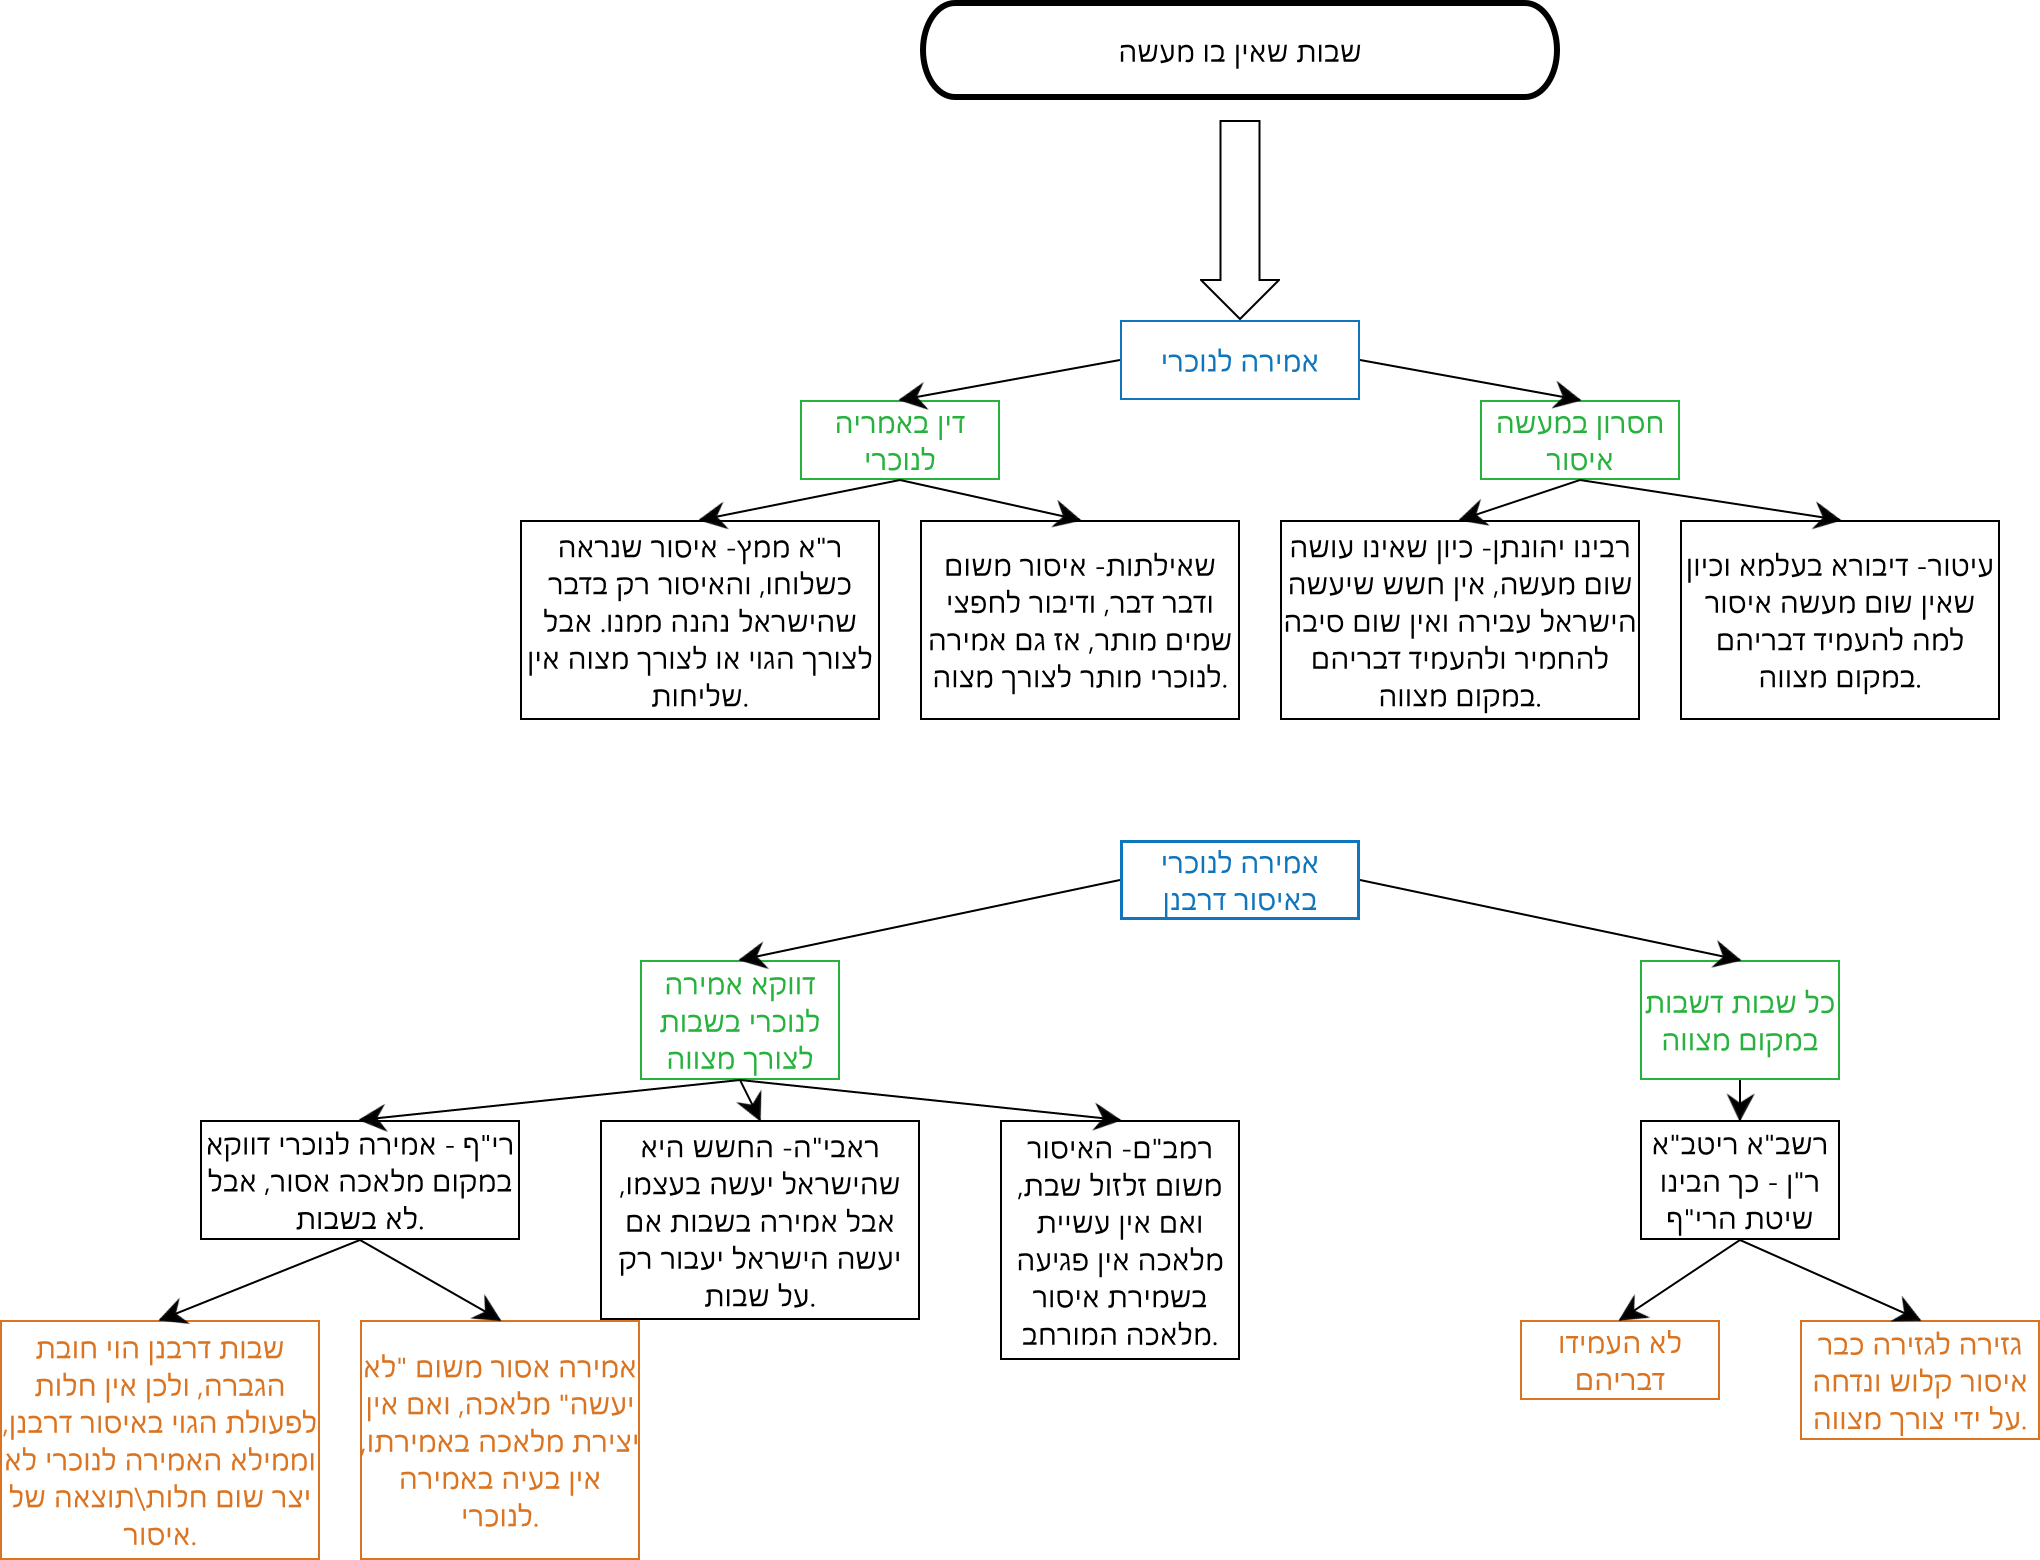 שבות שאין בו מעשה
אמירה לנוכרי
חסרון במעשה
איסור
דין באמריה
לנוכרי
עיטור- דיבורא בעלמא וכיון
שאין שום מעשה איסור
למה להעמיד דבריהם
במקום מצווה.
רבינו יהונתן- כיון שאינו עושה
שום מעשה, אין חשש שיעשה
הישראל עבירה ואין שום סיבה
להחמיר ולהעמיד דבריהם
במקום מצווה.
שאילתות- איסור משום
ודבר דבר, ודיבור לחפצי
שמים מותר, אז גם אמירה
לנוכרי מותר לצורך מצוה.
ר"א ממץ- איסור שנראה
כשלוחו, והאיסור רק בדבר
שהישראל נהנה ממנו. אבל
לצורך הגוי או לצורך מצוה אין
שליחות.
אמירה לנוכרי
באיסור דרבנן
כל שבות דשבות
במקום מצווה
דווקא אמירה
לנוכרי בשבות
לצורך מצווה
רשב"א ריטב"א
ר"ן - כך הבינו
שיטת הרי"ף
רמב"ם- האיסור
משום זלזול שבת,
ואם אין עשיית
מלאכה אין פגיעה
בשמירת איסור
מלאכה המורחב.
ראבי"ה- החשש היא
שהישראל יעשה בעצמו,
אבל אמירה בשבות אם
יעשה הישראל יעבור רק
על שבות.
רי"ף - אמירה לנוכרי דווקא
במקום מלאכה אסור, אבל
לא בשבות.
גזירה לגזירה כבר
איסור קלוש ונדחה
על ידי צורך מצווה.
לא העמידו
דבריהם
אמירה אסור משום "לא
יעשה" מלאכה, ואם אין
יצירת מלאכה באמירתו,
אין בעיה באמירה
לנוכרי.
שבות דרבנן הוי חובת
הגברה, ולכן אין חלות
לפעולת הגוי באיסור דרבנן,
וממילא האמירה לנוכרי לא
יצר שום חלות\תוצאה של
איסור.